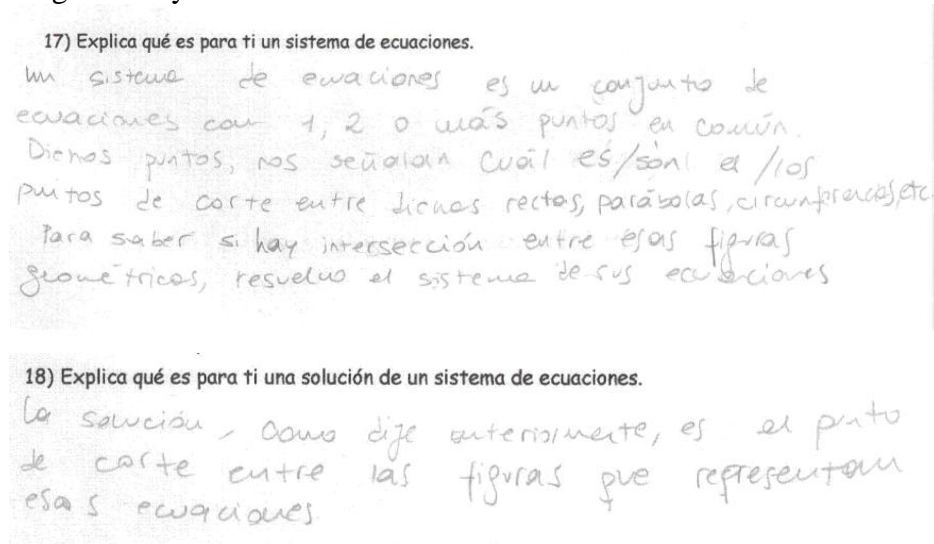 17) Explica qué es para ti un sistema de ecuaciones.
un sistema de ecuaciones es un conjunto de
ecuaciones con 1, 2 o más puntos en común.
Dichos puntos, nos señalan cuál es/son el/los
puntos de corte entre dichas rectas, parábolas, circunferencias, etc.
Para saber si hay intersección entre esas figuras
geométricas, resuelvo el sistema de sus ecuaciones
18) Explica qué es para ti una solución de un sistema de ecuaciones.
La solución, como dije anteriormente, es el punto
de corte entre las figuras que representan
esas ecuaciones.